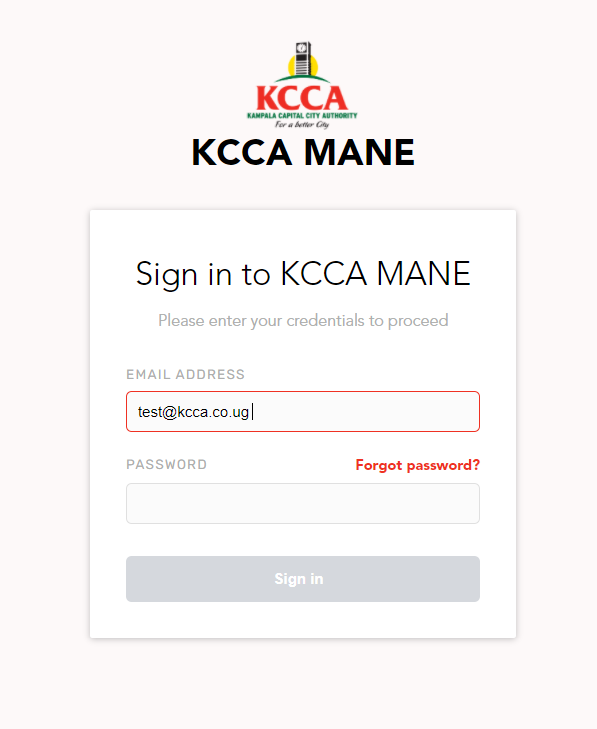 KCCA
KAMPALA CAPITAL CITY AUTHORITY
For a better City
KCCA MANE
Sign in to KCCA MANE
Please enter your credentials to proceed
EMAIL ADDRESS
test@kcca.co.ug
PASSWORD Forgot password?
Sign in